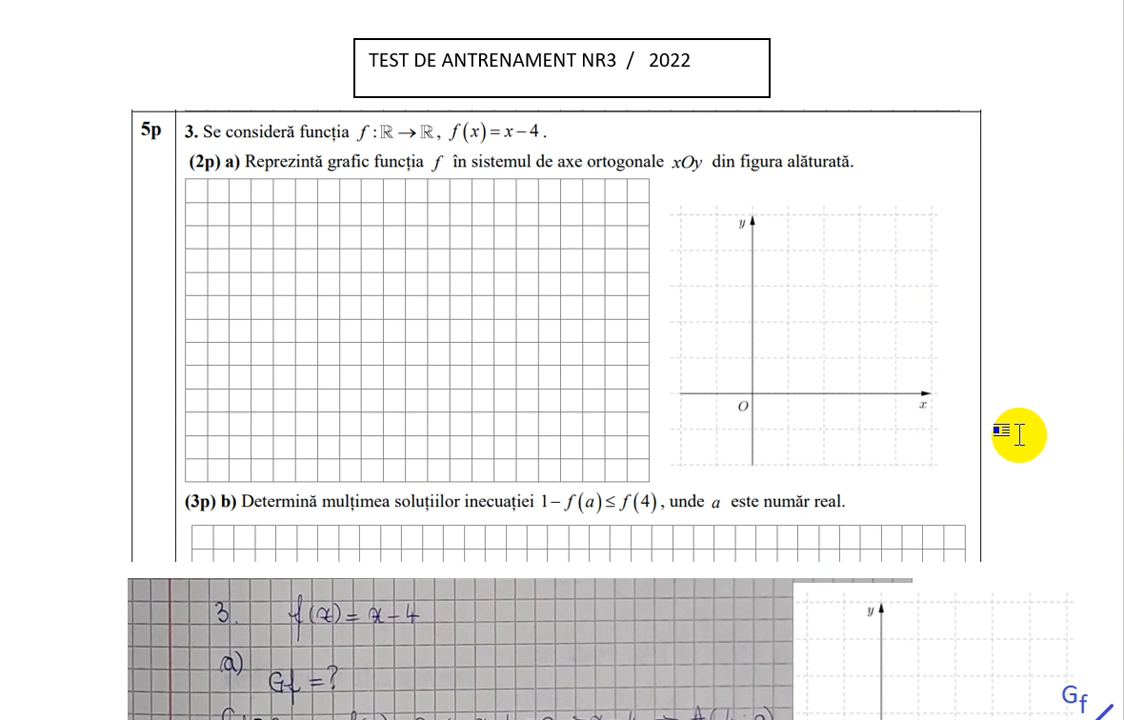 TEST DE ANTRENAMENT NR3 / 2022
5p
3. Se consideră funcția f : ℝ → ℝ, f(x) = x − 4.
(2p) a) Reprezintă grafic funcția f în sistemul de axe ortogonale xOy din figura alăturată.
y
O
x
(3p) b) Determină mulțimea soluțiilor inecuației 1 − f(a) ≤ f(4), unde a este număr real.
3. f(x) = x − 4
y
a) Gf = ?
Gf